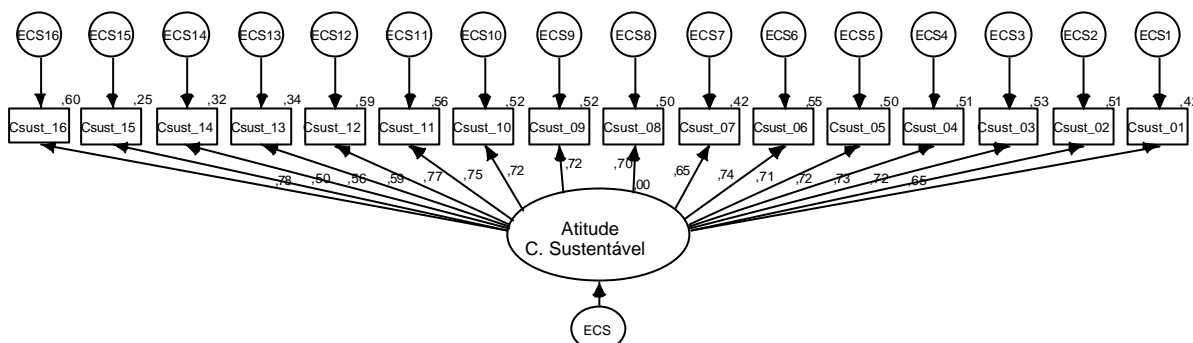 ECS16 ECS15 ECS14 ECS13 ECS12 ECS11 ECS10 ECS9 ECS8 ECS7 ECS6 ECS5 ECS4 ECS3 ECS2 ECS1
,60 ,25 ,32 ,34 ,59 ,56 ,52 ,52 ,50 ,42 ,55 ,50 ,51 ,53 ,51
Csust_16 Csust_15 Csust_14 Csust_13 Csust_12 Csust_11 Csust_10 Csust_09 Csust_08 Csust_07 Csust_06 Csust_05 Csust_04 Csust_03 Csust_02 Csust_01
,78 ,50 ,56 ,59 ,77 ,75 ,72 ,72 ,70 ,65 ,74 ,71 ,72 ,73 ,72 ,65
,00
Atitude
C. Sustentável
ECS